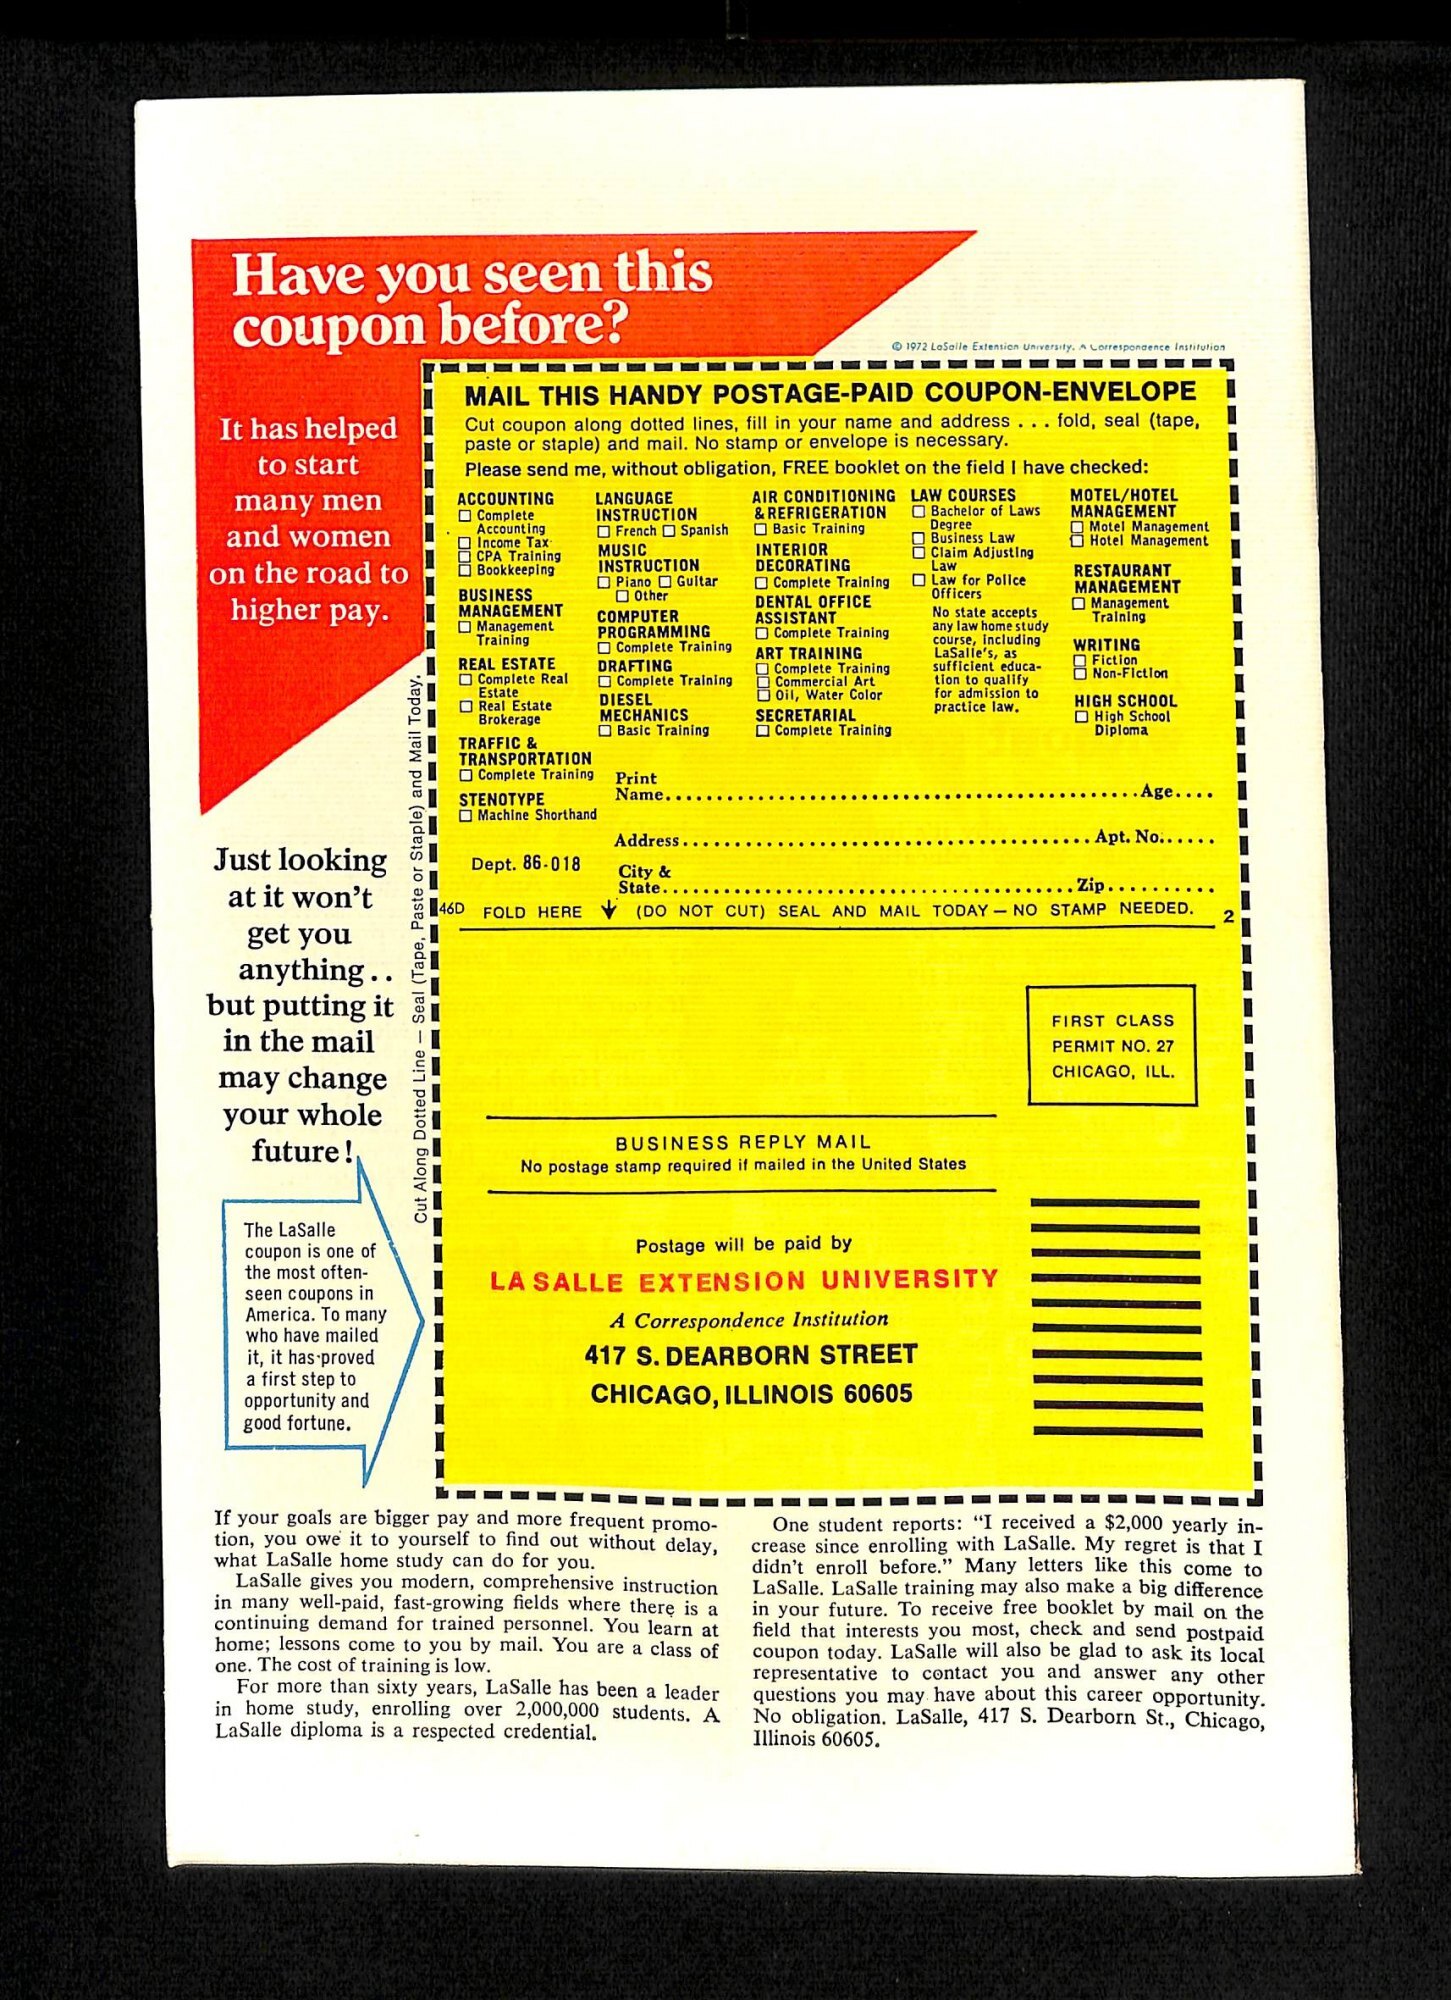 Have you seen this
coupon before?
It has helped
to start
many men
and women
on the road to
higher pay.
© 1972 LaSalle Extension University. A Correspondence Institution
MAIL THIS HANDY POSTAGE-PAID COUPON-ENVELOPE
Cut coupon along dotted lines, fill in your name and address . . . fold, seal (tape,
paste or staple) and mail. No stamp or envelope is necessary.
Please send me, without obligation, FREE booklet on the field I have checked:
ACCOUNTING
☐ Complete
Accounting
☐ Income Tax
☐ CPA Training
☐ Bookkeeping
BUSINESS
MANAGEMENT
☐ Management
Training
REAL ESTATE
☐ Complete Real
Estate
☐ Real Estate
Brokerage
TRAFFIC &
TRANSPORTATION
☐ Complete Training
STENOTYPE
☐ Machine Shorthand
LANGUAGE
INSTRUCTION
☐ French ☐ Spanish
MUSIC
INSTRUCTION
☐ Piano ☐ Guitar
☐ Other
COMPUTER
PROGRAMMING
☐ Complete Training
DRAFTING
☐ Complete Training
DIESEL
MECHANICS
☐ Basic Training
AIR CONDITIONING
& REFRIGERATION
☐ Basic Training
INTERIOR
DECORATING
☐ Complete Training
DENTAL OFFICE
ASSISTANT
☐ Complete Training
ART TRAINING
☐ Complete Training
☐ Commercial Art
☐ Oil, Water Color
SECRETARIAL
☐ Complete Training
LAW COURSES
☐ Bachelor of Laws
Degree
☐ Business Law
☐ Claim Adjusting
Law
☐ Law for Police
Officers
No state accepts
any law home study
course, including
LaSalle's, as
sufficient educa-
tion to qualify
for admission to
practice law.
MOTEL/HOTEL
MANAGEMENT
☐ Motel Management
☐ Hotel Management
RESTAURANT
MANAGEMENT
☐ Management
Training
WRITING
☐ Fiction
☐ Non-Fiction
HIGH SCHOOL
☐ High School
Diploma
Print
Name.................................................Age....
Address..........................................Apt. No......
Dept. 86-018
City &
State..........................................Zip..........
46D FOLD HERE ↓ (DO NOT CUT) SEAL AND MAIL TODAY — NO STAMP NEEDED. 2
Cut Along Dotted Line — Seal (Tape, Paste or Staple) and Mail Today.
FIRST CLASS
PERMIT NO. 27
CHICAGO, ILL.
BUSINESS REPLY MAIL
No postage stamp required if mailed in the United States
Postage will be paid by
LA SALLE EXTENSION UNIVERSITY
A Correspondence Institution
417 S. DEARBORN STREET
CHICAGO, ILLINOIS 60605
Just looking
at it won't
get you
anything . .
but putting it
in the mail
may change
your whole
future!
The LaSalle
coupon is one of
the most often-
seen coupons in
America. To many
who have mailed
it, it has proved
a first step to
opportunity and
good fortune.
If your goals are bigger pay and more frequent promo-
tion, you owe it to yourself to find out without delay,
what LaSalle home study can do for you.
LaSalle gives you modern, comprehensive instruction
in many well-paid, fast-growing fields where there is a
continuing demand for trained personnel. You learn at
home; lessons come to you by mail. You are a class of
one. The cost of training is low.
For more than sixty years, LaSalle has been a leader
in home study, enrolling over 2,000,000 students. A
LaSalle diploma is a respected credential.
One student reports: "I received a $2,000 yearly in-
crease since enrolling with LaSalle. My regret is that I
didn't enroll before." Many letters like this come to
LaSalle. LaSalle training may also make a big difference
in your future. To receive free booklet by mail on the
field that interests you most, check and send postpaid
coupon today. LaSalle will also be glad to ask its local
representative to contact you and answer any other
questions you may have about this career opportunity.
No obligation. LaSalle, 417 S. Dearborn St., Chicago,
Illinois 60605.